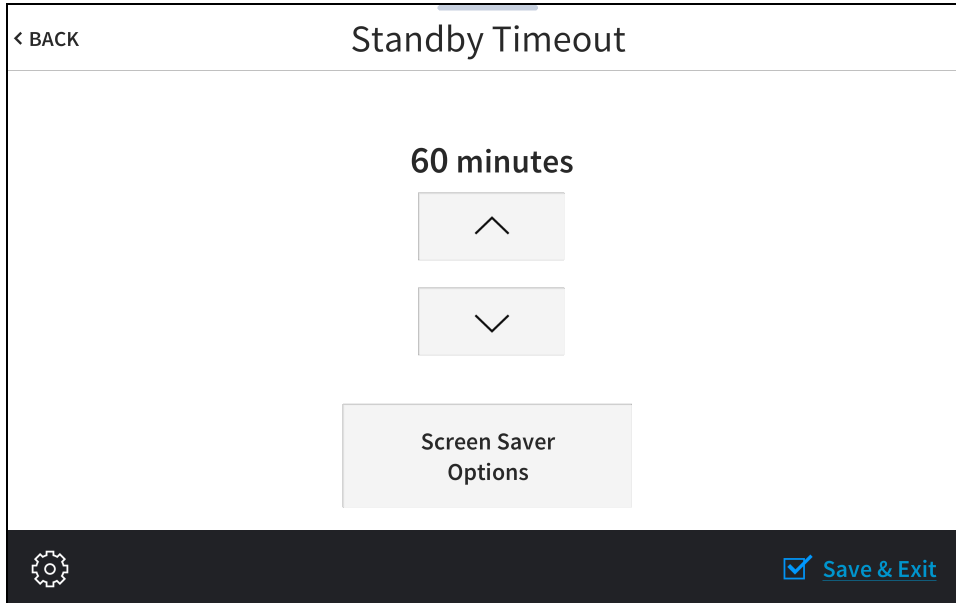 < BACK
Standby Timeout
60 minutes
Screen Saver
Options
Save & Exit